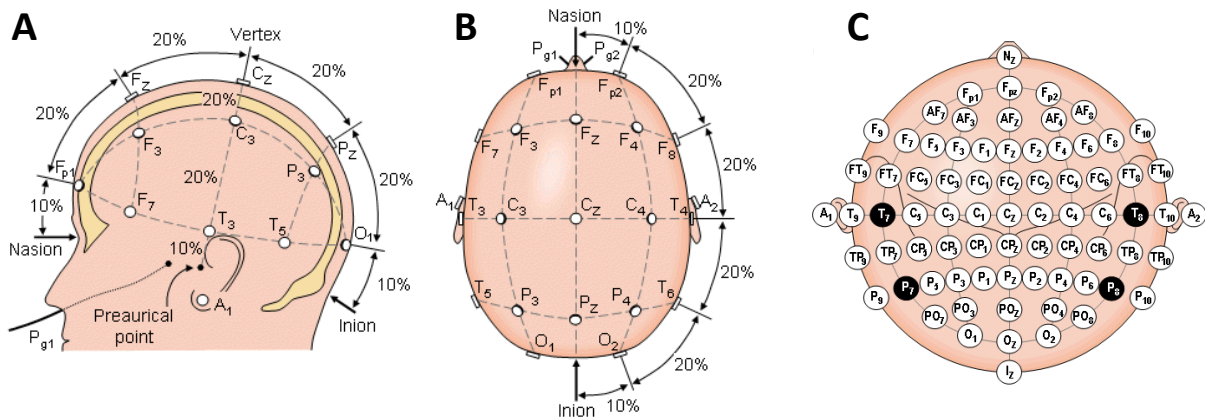 A
20%
Vertex
Cz
20%
Fz
20%
20%
C3
20%
F3
Pz
P3
20%
20%
Fp1
10%
F7
T3
T5
O1
10%
10%
Nasion
A1
Preaurical
point
Inion
Pg1
B
Nasion
10%
Pg1
Pg2
20%
Fp1
Fp2
F7
F3
Fz
F4
F8
20%
A1
T3
C3
Cz
C4
T4
A2
20%
T5
P3
Pz
P4
T6
O1
O2
20%
Inion
10%
C
Nz
Fp1 Fpz Fp2
AF7 AF3 AFz AF4 AF8
F9 F7 F5 F3 F1 Fz F2 F4 F6 F8 F10
FT9 FT7 FC5 FC3 FC1 FCz FC2 FC4 FC6 FT8 FT10
A1 T9 T7 C5 C3 C1 Cz C2 C4 C6 T8 T10 A2
TP9 TP7 CP5 CP3 CP1 CPz CP2 CP4 CP6 TP8 TP10
P9 P7 P5 P3 P1 Pz P2 P4 P6 P8 P10
PO7 PO3 POz PO4 PO8
O1 Oz O2
Iz